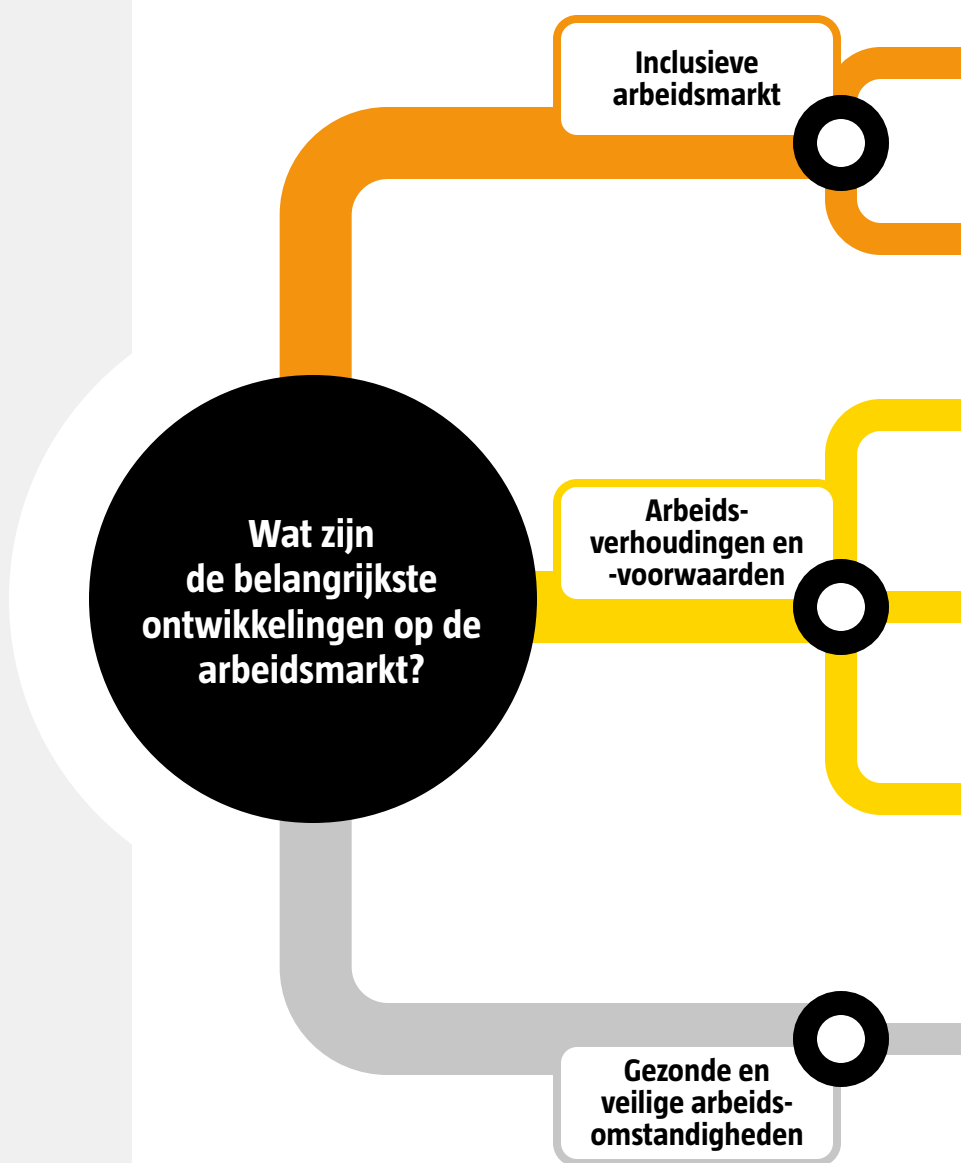 Inclusieve
arbeidsmarkt
Wat zijn
de belangrijkste
ontwikkelingen op de
arbeidsmarkt?
Arbeids-
verhoudingen en
-voorwaarden
Gezonde en
veilige arbeids-
omstandigheden